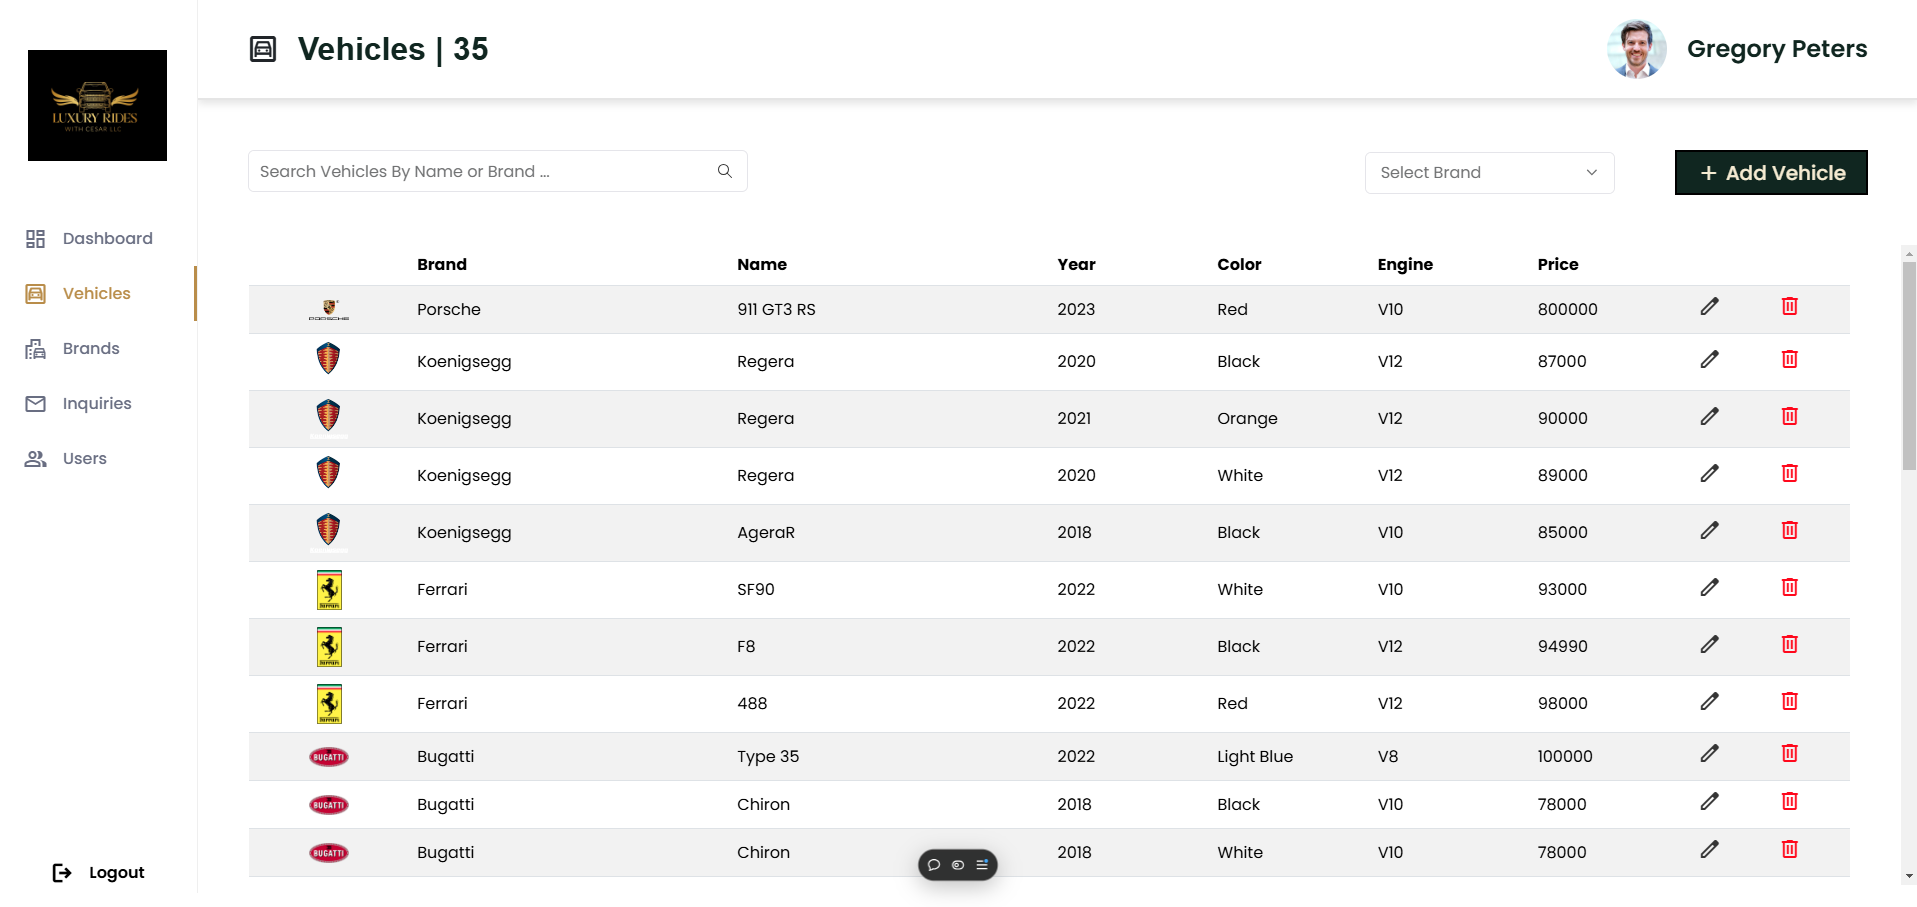 LUXURY RIDES
WITH CESAR LLC
Vehicles | 35
Gregory Peters
Search Vehicles By Name or Brand ...
Select Brand
+ Add Vehicle
Dashboard
Vehicles
Brands
Inquiries
Users
Logout
Brand Name Year Color Engine Price
PORSCHE Porsche 911 GT3 RS 2023 Red V10 800000
Koenigsegg Regera 2020 Black V12 87000
Koenigsegg Regera 2021 Orange V12 90000
Koenigsegg Regera 2020 White V12 89000
Koenigsegg AgeraR 2018 Black V10 85000
Ferrari Ferrari SF90 2022 White V10 93000
Ferrari Ferrari F8 2022 Black V12 94990
Ferrari Ferrari 488 2022 Red V12 98000
BUGATTI Bugatti Type 35 2022 Light Blue V8 100000
BUGATTI Bugatti Chiron 2018 Black V10 78000
BUGATTI Bugatti Chiron 2018 White V10 78000